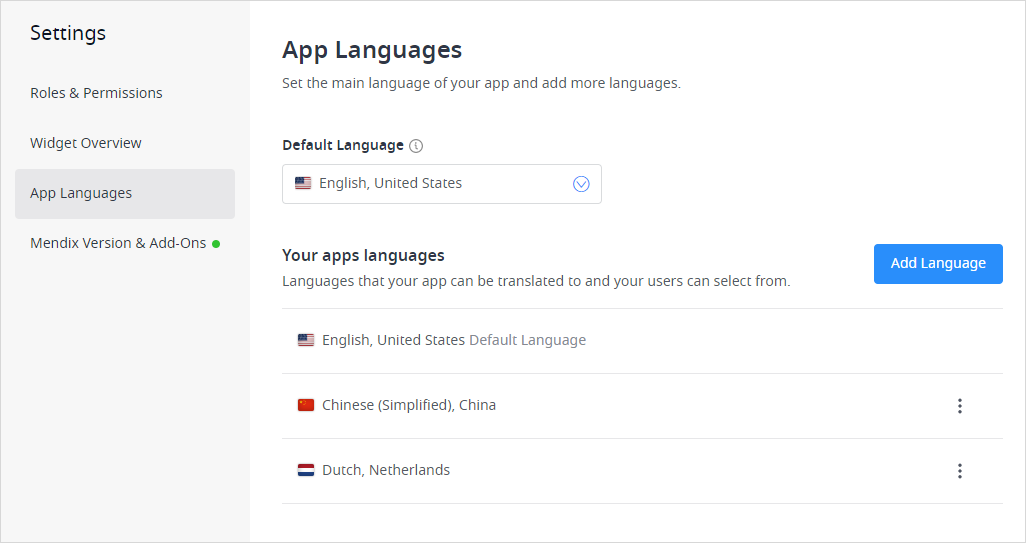 Settings
Roles & Permissions
Widget Overview
App Languages
Mendix Version & Add-Ons
App Languages
Set the main language of your app and add more languages.
Default Language
English, United States
Your apps languages
Languages that your app can be translated to and your users can select from.
Add Language
English, United States Default Language
Chinese (Simplified), China
Dutch, Netherlands